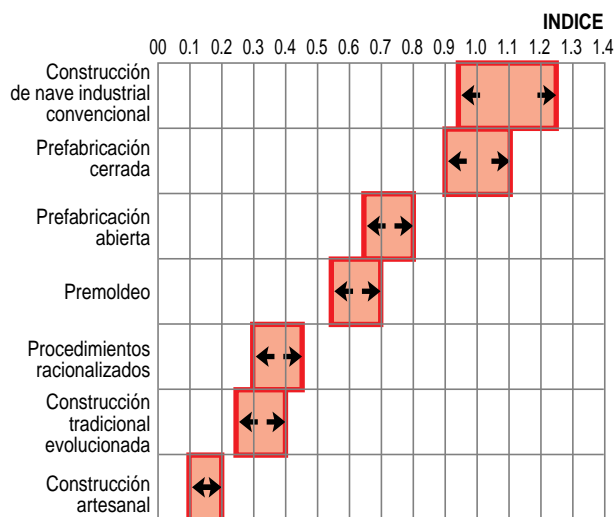 INDICE
00 0.1 0.2 0.3 0.4 0.5 0.6 0.7 0.8 0.9 1.0 1.1 1.2 1.3 1.4
Construcción
de nave industrial
convencional
Prefabricación
cerrada
Prefabricación
abierta
Premoldeo
Procedimientos
racionalizados
Construcción
tradicional
evolucionada
Construcción
artesanal